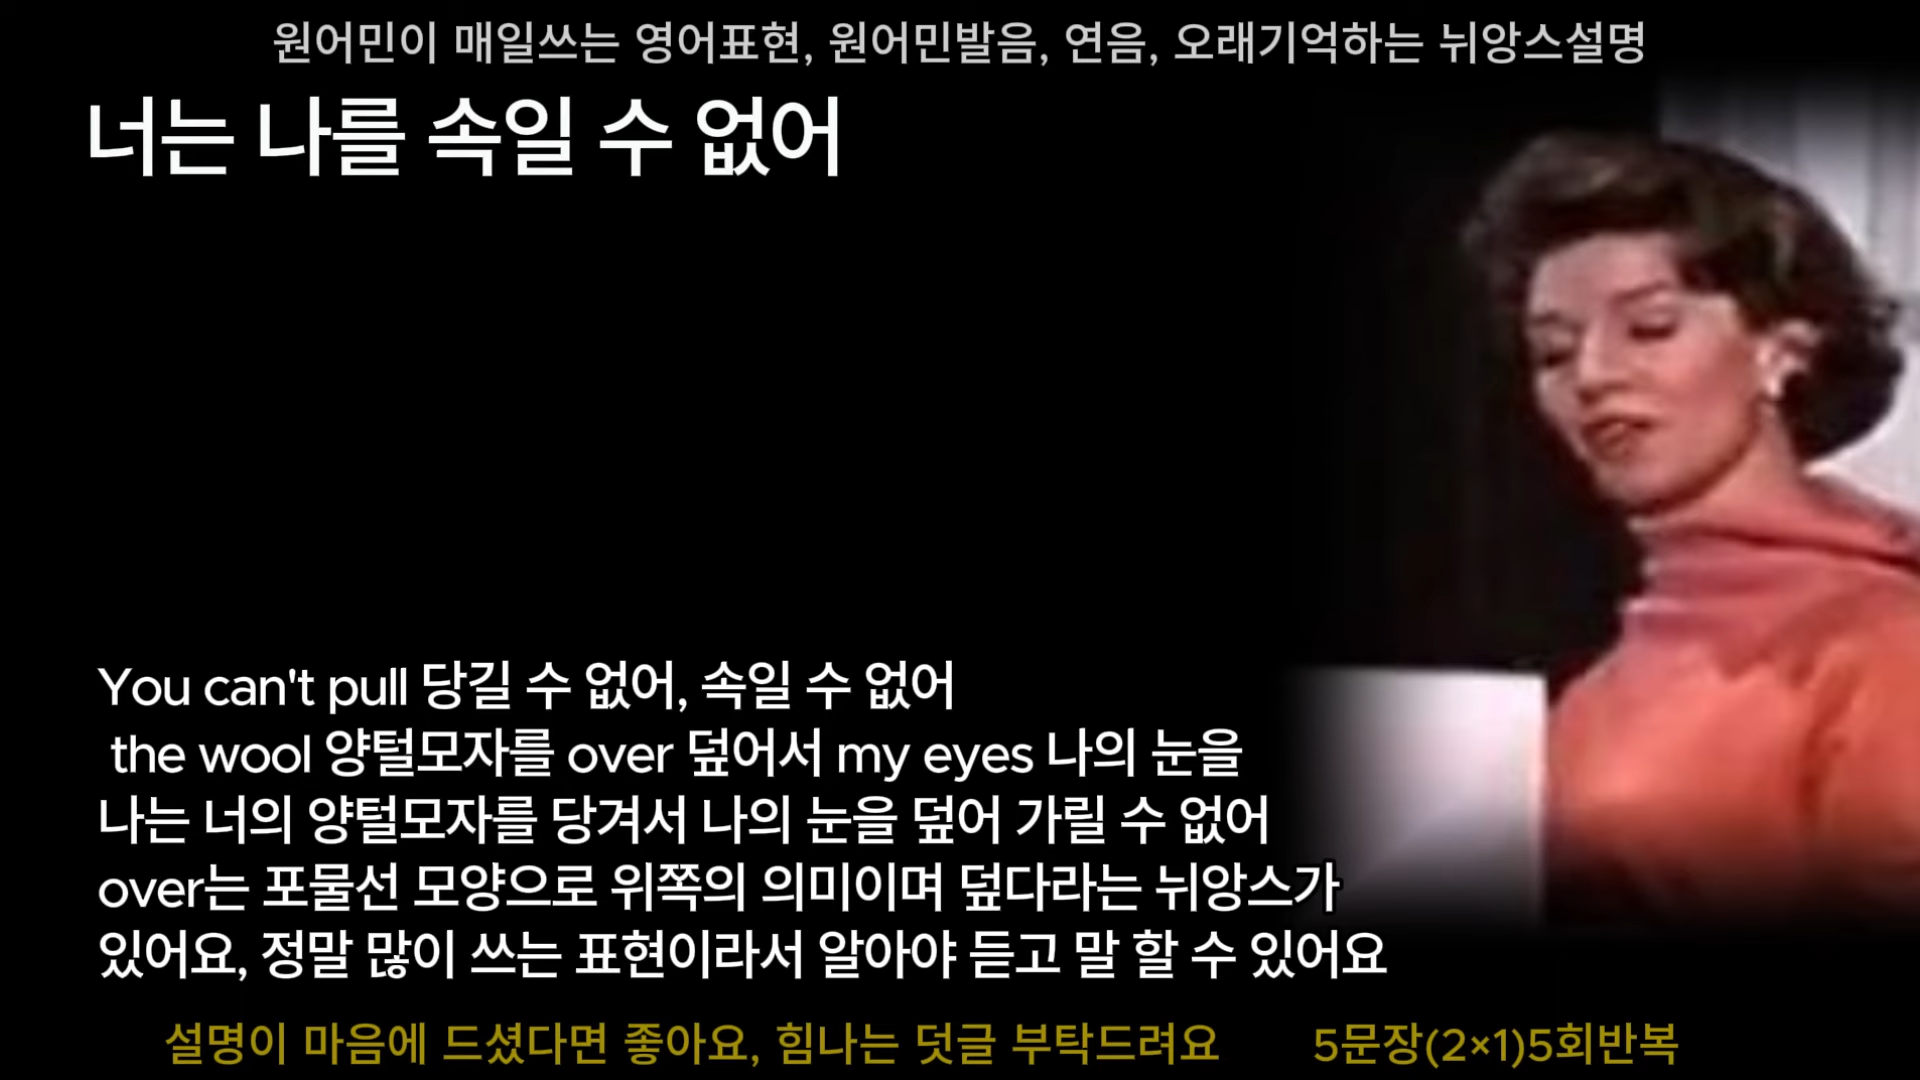 원어민이 매일쓰는 영어표현, 원어민발음, 연음, 오래기억하는 뉘앙스설명
너는 나를 속일 수 없어
You can't pull 당길 수 없어, 속일 수 없어
the wool 양털모자를 over 덮어서 my eyes 나의 눈을
나는 너의 양털모자를 당겨서 나의 눈을 덮어 가릴 수 없어
over는 포물선 모양으로 위쪽의 의미이며 덮다라는 뉘앙스가
있어요, 정말 많이 쓰는 표현이라서 알아야 듣고 말 할 수 있어요
설명이 마음에 드셨다면 좋아요, 힘나는 덧글 부탁드려요 5문장(2×1)5회반복